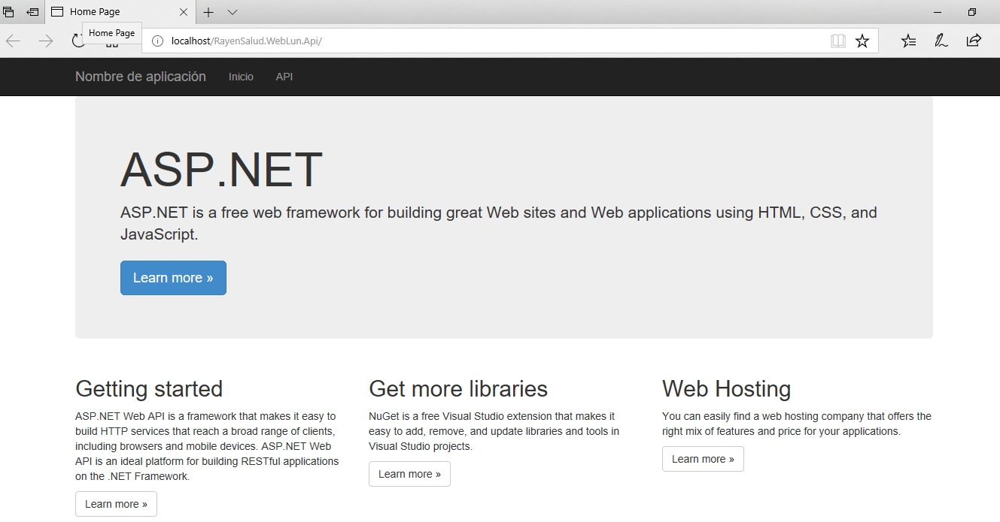 Home Page
Home Page
localhost/RayenSalud.WebLun.Api/
Nombre de aplicación Inicio API
ASP.NET
ASP.NET is a free web framework for building great Web sites and Web applications using HTML, CSS, and
JavaScript.
Learn more »
Getting started
ASP.NET Web API is a framework that makes it easy to
build HTTP services that reach a broad range of clients,
including browsers and mobile devices. ASP.NET Web
API is an ideal platform for building RESTful applications
on the .NET Framework.
Learn more »
Get more libraries
NuGet is a free Visual Studio extension that makes it
easy to add, remove, and update libraries and tools in
Visual Studio projects.
Learn more »
Web Hosting
You can easily find a web hosting company that offers the
right mix of features and price for your applications.
Learn more »